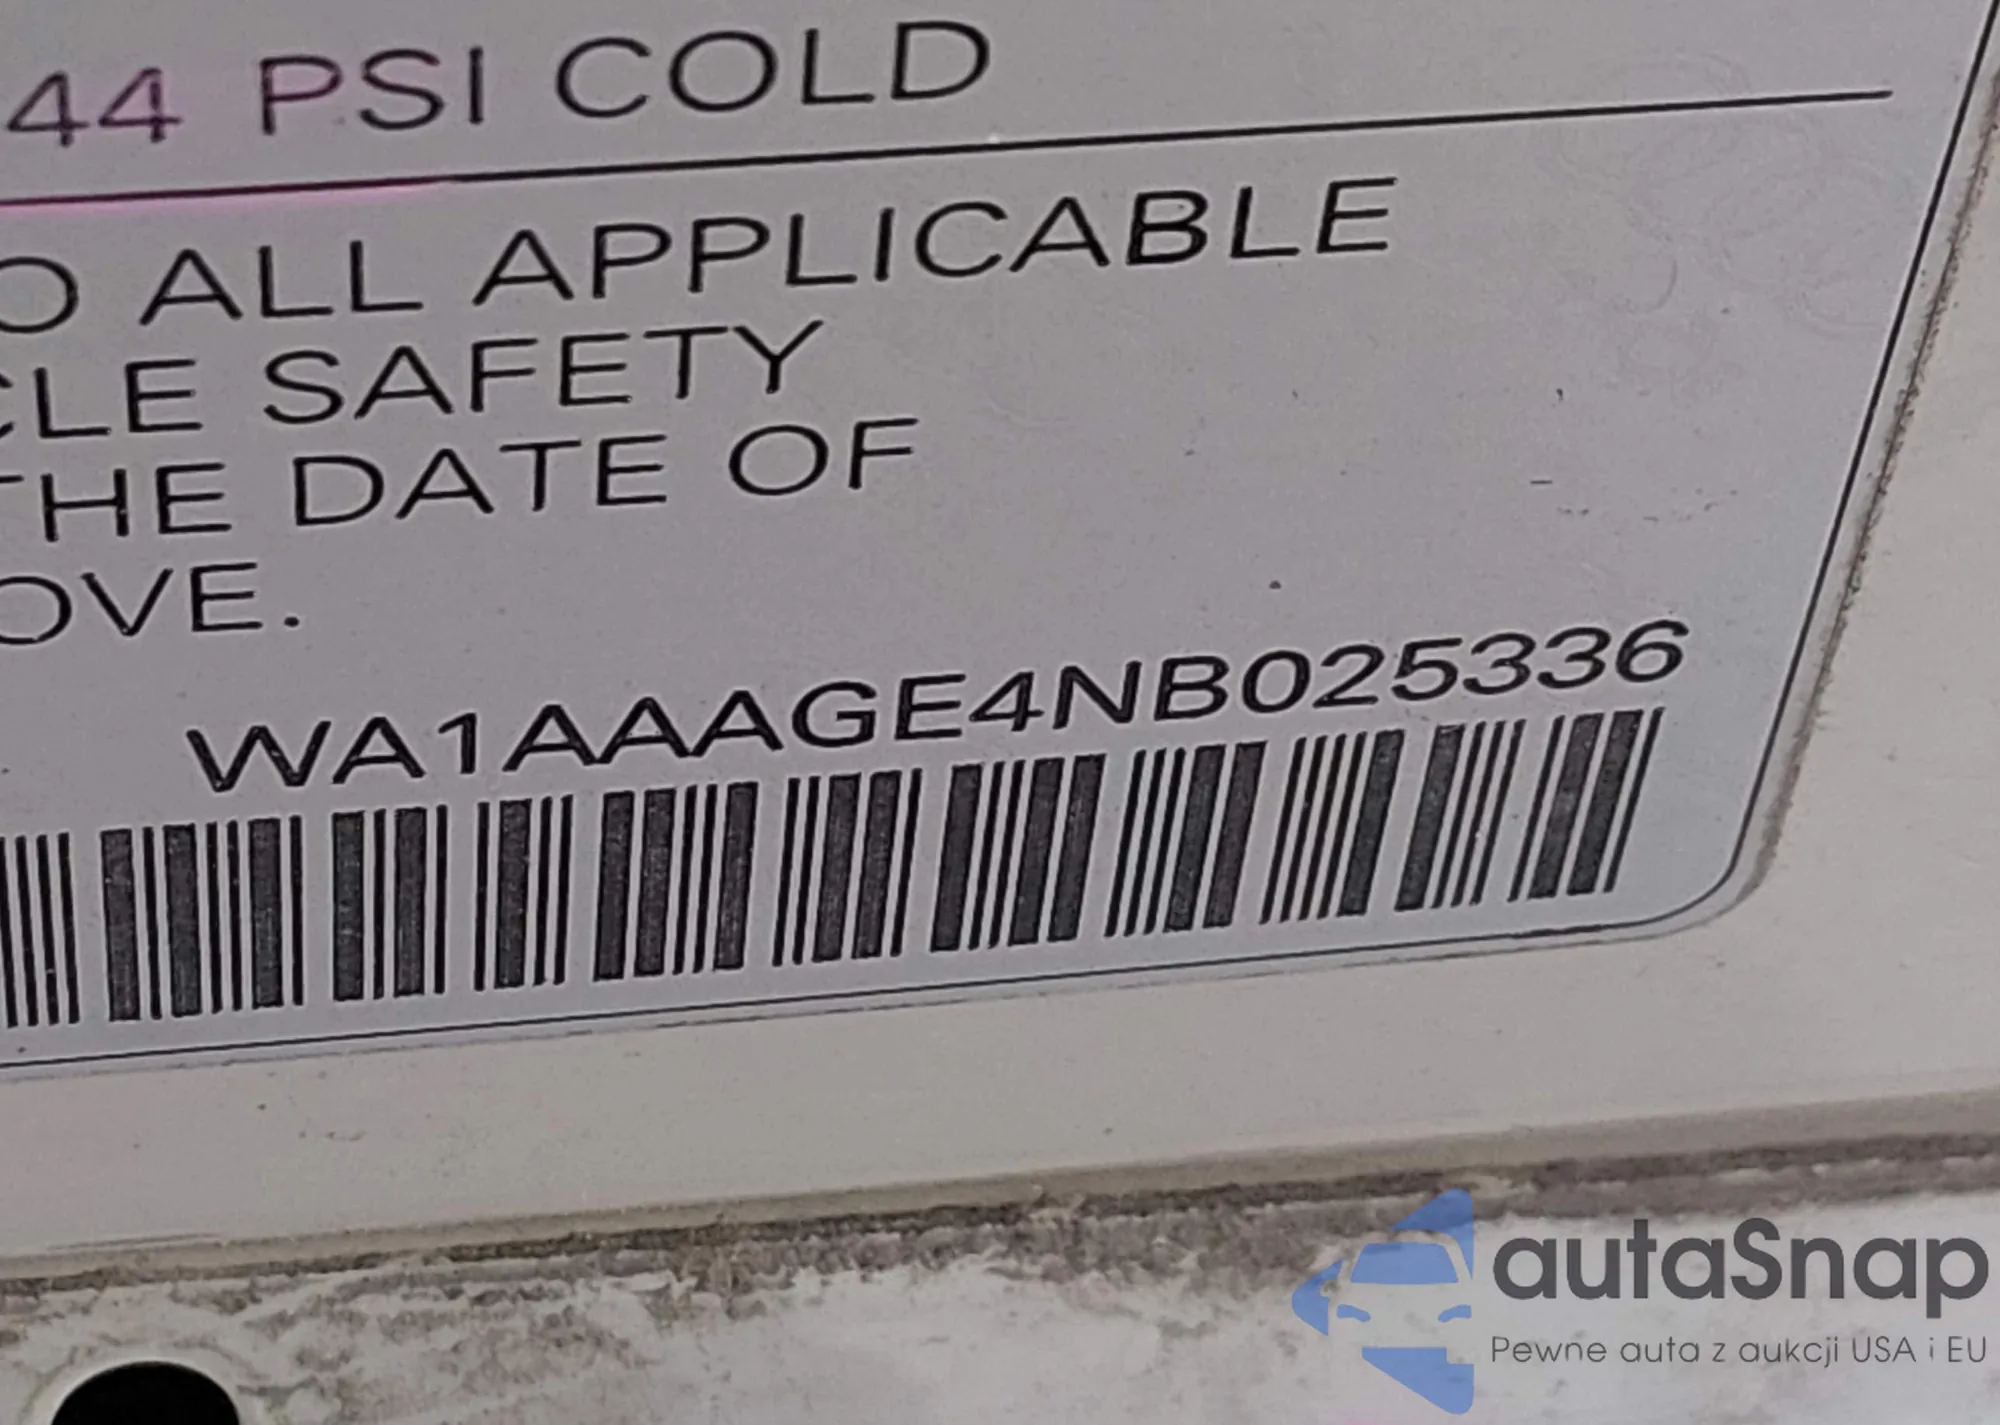 44 PSI COLD
O ALL APPLICABLE
CLE SAFETY
THE DATE OF
OVE.
WA1AAAGE4NB025336
autaSnap
Pewne auta z aukcji USA i EU